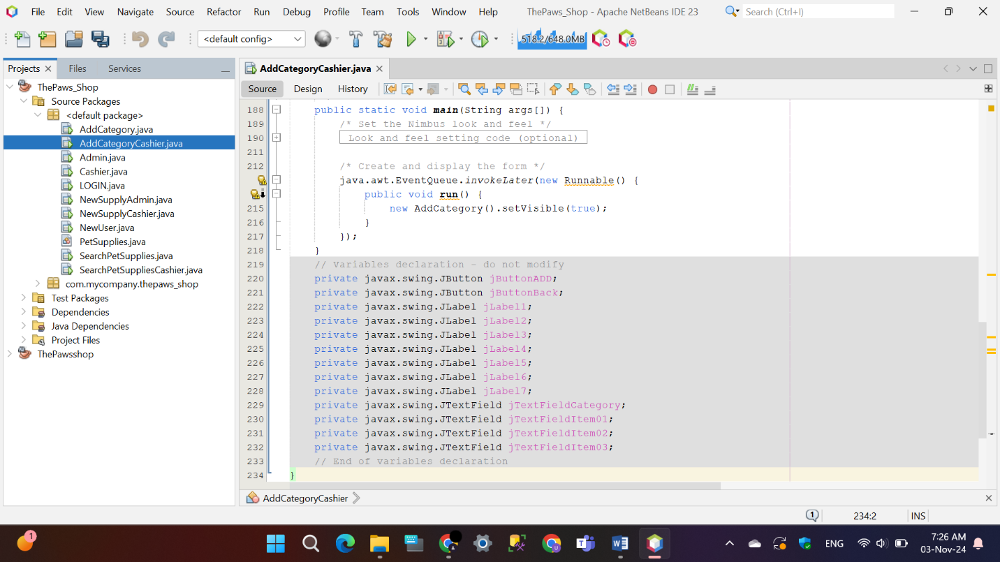 File Edit View Navigate Source Refactor Run Debug Profile Team Tools Window Help ThePaws_Shop - Apache NetBeans IDE 23 Search (Ctrl+I)
<default config> 518.2/648.0MB
Projects Files Services
AddCategoryCashier.java
Source Design History
ThePaws_Shop
Source Packages
<default package>
AddCategory.java
AddCategoryCashier.java
Admin.java
Cashier.java
LOGIN.java
NewSupplyAdmin.java
NewSupplyCashier.java
NewUser.java
PetSupplies.java
SearchPetSupplies.java
SearchPetSuppliesCashier.java
com.mycompany.thepaws_shop
Test Packages
Dependencies
Java Dependencies
Project Files
ThePawsshop
188 public static void main(String args[]) {
189 /* Set the Nimbus look and feel */
190 Look and feel setting code (optional)
211
212 /* Create and display the form */
java.awt.EventQueue.invokeLater(new Runnable() {
public void run() {
215 new AddCategory().setVisible(true);
216 }
217 });
218 }
219 // Variables declaration - do not modify
220 private javax.swing.JButton jButtonADD;
221 private javax.swing.JButton jButtonBack;
222 private javax.swing.JLabel jLabel1;
223 private javax.swing.JLabel jLabel2;
224 private javax.swing.JLabel jLabel3;
225 private javax.swing.JLabel jLabel4;
226 private javax.swing.JLabel jLabel5;
227 private javax.swing.JLabel jLabel6;
228 private javax.swing.JLabel jLabel7;
229 private javax.swing.JTextField jTextFieldCategory;
230 private javax.swing.JTextField jTextFieldItem01;
231 private javax.swing.JTextField jTextFieldItem02;
232 private javax.swing.JTextField jTextFieldItem03;
233 // End of variables declaration
234 }
AddCategoryCashier
1 234:2 INS
1 ENG 7:26 AM
03-Nov-24